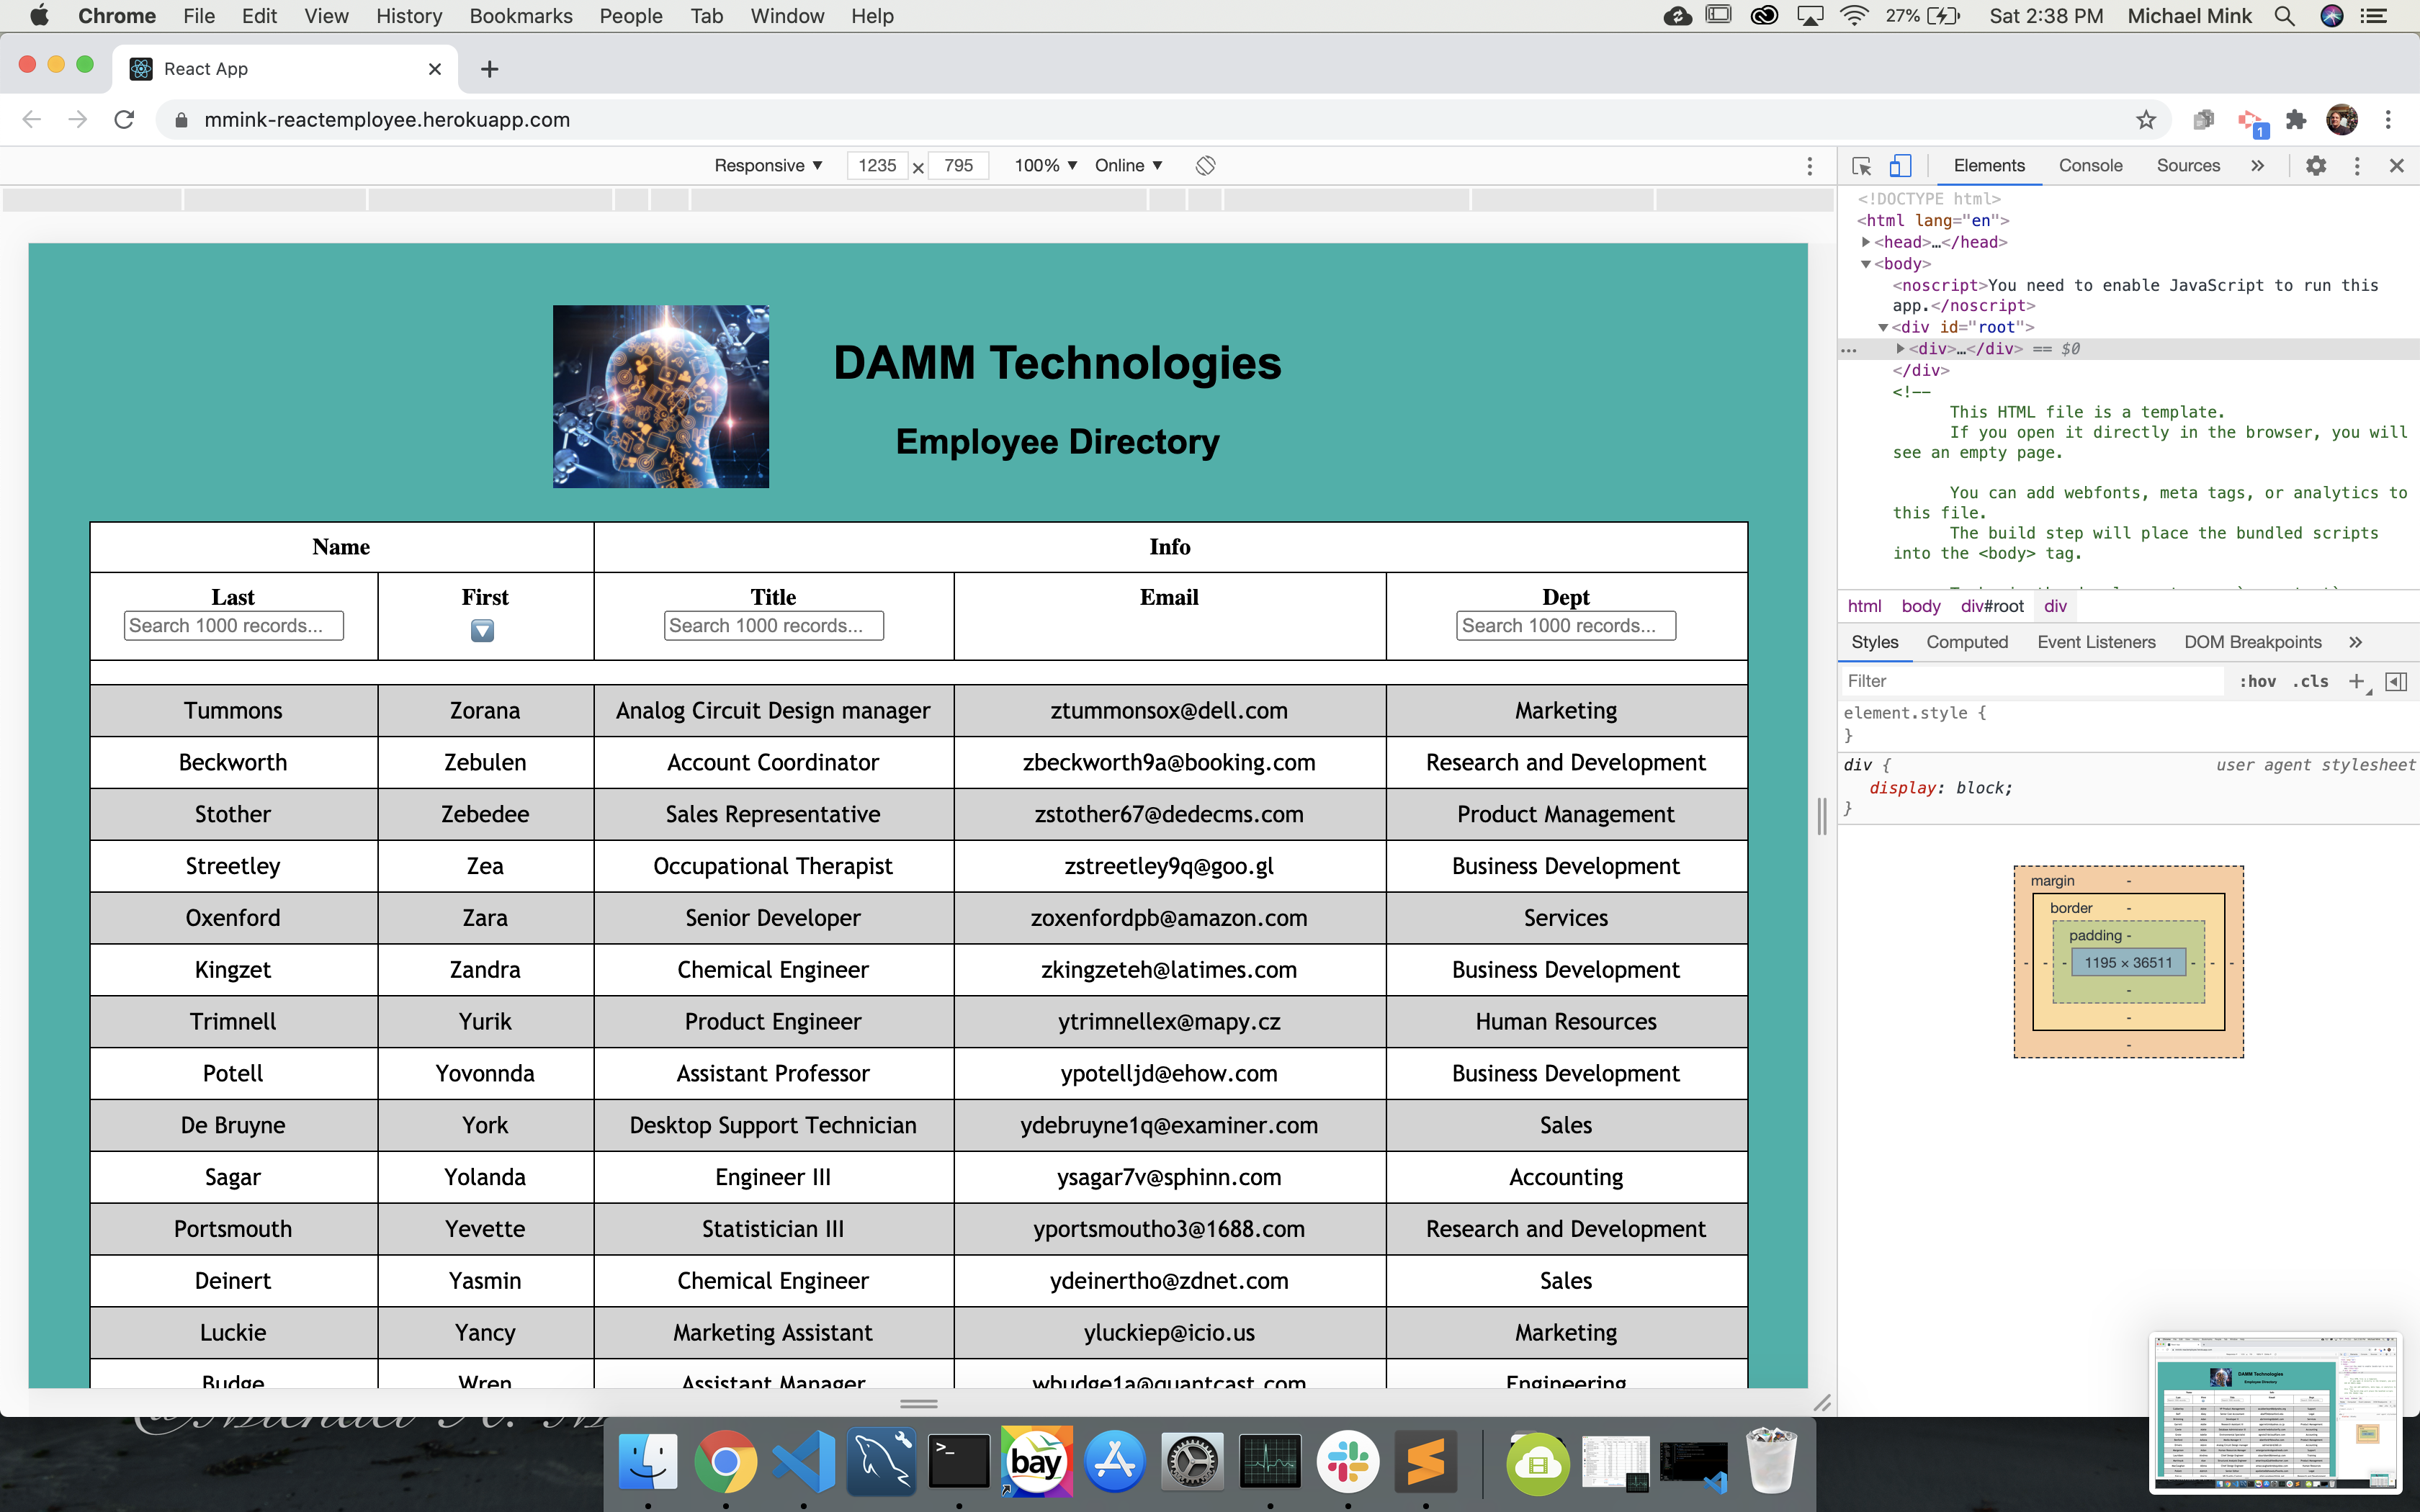 Chrome File Edit View History Bookmarks People Tab Window Help 27% Sat 2:38 PM Michael Mink
React App
mmink-reactemployee.herokuapp.com
1
Responsive ▼ 1235 × 795 100% ▼ Online ▼
Elements Console Sources »
DAMM Technologies
Employee Directory
Name Info
Last First Title Email Dept
Search 1000 records... Search 1000 records... Search 1000 records...
Tummons Zorana Analog Circuit Design manager ztummonsox@dell.com Marketing
Beckworth Zebulen Account Coordinator zbeckworth9a@booking.com Research and Development
Stother Zebedee Sales Representative zstother67@dedecms.com Product Management
Streetley Zea Occupational Therapist zstreetley9q@goo.gl Business Development
Oxenford Zara Senior Developer zoxenfordpb@amazon.com Services
Kingzet Zandra Chemical Engineer zkingzeteh@latimes.com Business Development
Trimnell Yurik Product Engineer ytrimnellex@mapy.cz Human Resources
Potell Yovonnda Assistant Professor ypotelljd@ehow.com Business Development
De Bruyne York Desktop Support Technician ydebruyne1q@examiner.com Sales
Sagar Yolanda Engineer III ysagar7v@sphinn.com Accounting
Portsmouth Yevette Statistician III yportsmoutho3@1688.com Research and Development
Deinert Yasmin Chemical Engineer ydeinertho@zdnet.com Sales
Luckie Yancy Marketing Assistant yluckiep@icio.us Marketing
Budge Wren Assistant Manager wbudge1a@quantcast.com Engineering
<!DOCTYPE html>
<html lang="en">
<head>…</head>
<body>
<noscript>You need to enable JavaScript to run this
app.</noscript>
<div id="root">
<div>…</div> == $0
</div>
<!--
This HTML file is a template.
If you open it directly in the browser, you will
see an empty page.
You can add webfonts, meta tags, or analytics to
this file.
The build step will place the bundled scripts
into the <body> tag.
html body div#root div
Styles Computed Event Listeners DOM Breakpoints »
Filter :hov .cls +
element.style {
}
div { user agent stylesheet
display: block;
}
margin -
border -
padding -
- - - 1195 × 36511 - - -
-
-
-
bay
DAMM Technologies
Employee Directory